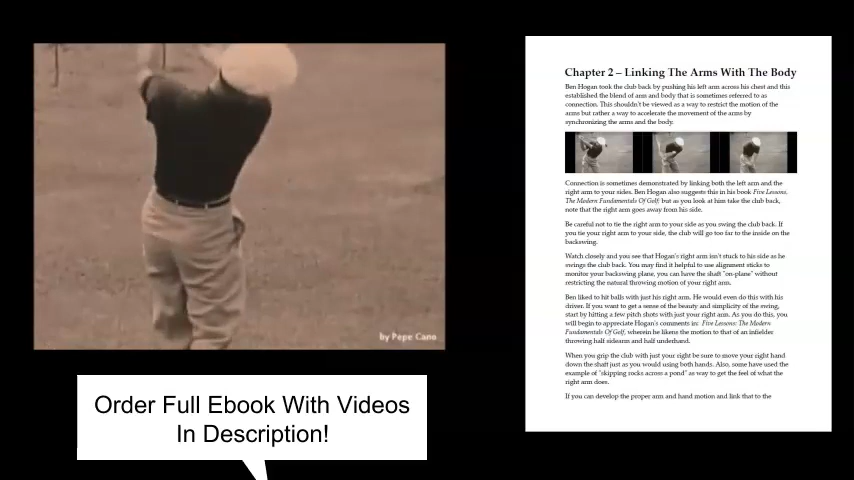 by Pepe Cano
Order Full Ebook With Videos
In Description!
Chapter 2 – Linking The Arms With The Body
Ben Hogan took the club back by pushing his left arm across his chest and this
established the blend of arm and body that is sometimes referred to as
connection. This shouldn't be viewed as a way to restrict the motion of the
arms but rather a way to accelerate the movement of the arms by
synchronizing the arms and the body.
Connection is sometimes demonstrated by linking both the left arm and the
right arm to your sides. Ben Hogan also suggests this in his book Five Lessons,
The Modern Fundamentals Of Golf, but as you look at him take the club back,
note that the right arm goes away from his side.
Be careful not to tie the right arm to your side as you swing the club back. If
you tie your right arm to your side, the club will go too far to the inside on the
backswing.
Watch closely and you see that Hogan's right arm isn't stuck to his side as he
swings the club back. You may find it helpful to use alignment sticks to
monitor your backswing plane, you can have the shaft "on-plane" without
restricting the natural throwing motion of your right arm.
Ben liked to hit balls with just his right arm. He would even do this with his
driver. If you want to get a sense of the beauty and simplicity of the swing,
start by hitting a few pitch shots with just your right arm. As you do this, you
will begin to appreciate Hogan's comments in: Five Lessons: The Modern
Fundamentals Of Golf, wherein he likens the motion to that of an infielder
throwing half sidearm and half underhand.
When you grip the club with just your right be sure to move your right hand
down the shaft just as you would using both hands. Also, some have used the
example of "skipping rocks across a pond" as way to get the feel of what the
right arm does.
If you can develop the proper arm and hand motion and link that to the